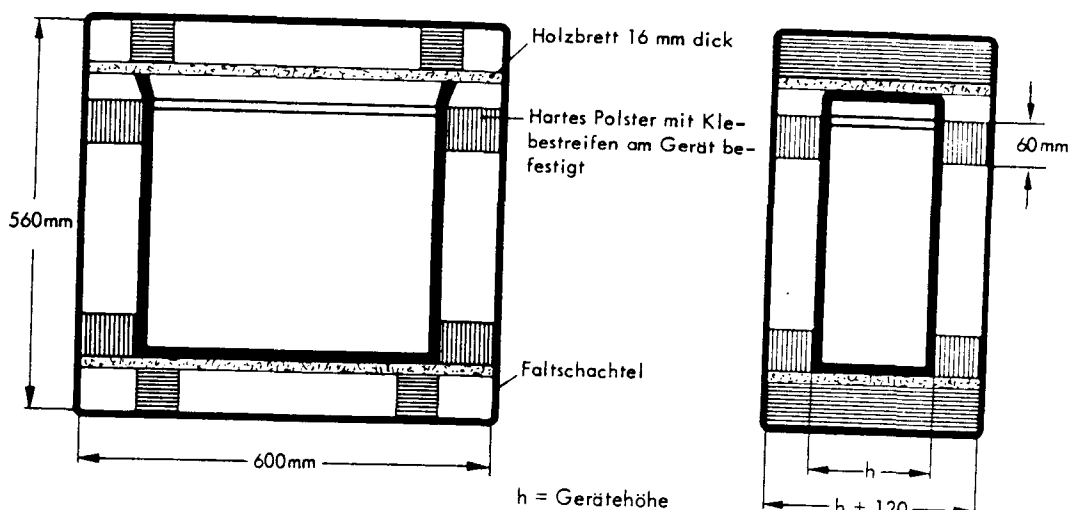 Holzbrett 16 mm dick
Hartes Polster mit Kle-
bestreifen am Gerät be-
festigt
60mm
560mm
Faltschachtel
600mm
h
h = Gerätehöhe
h + 120